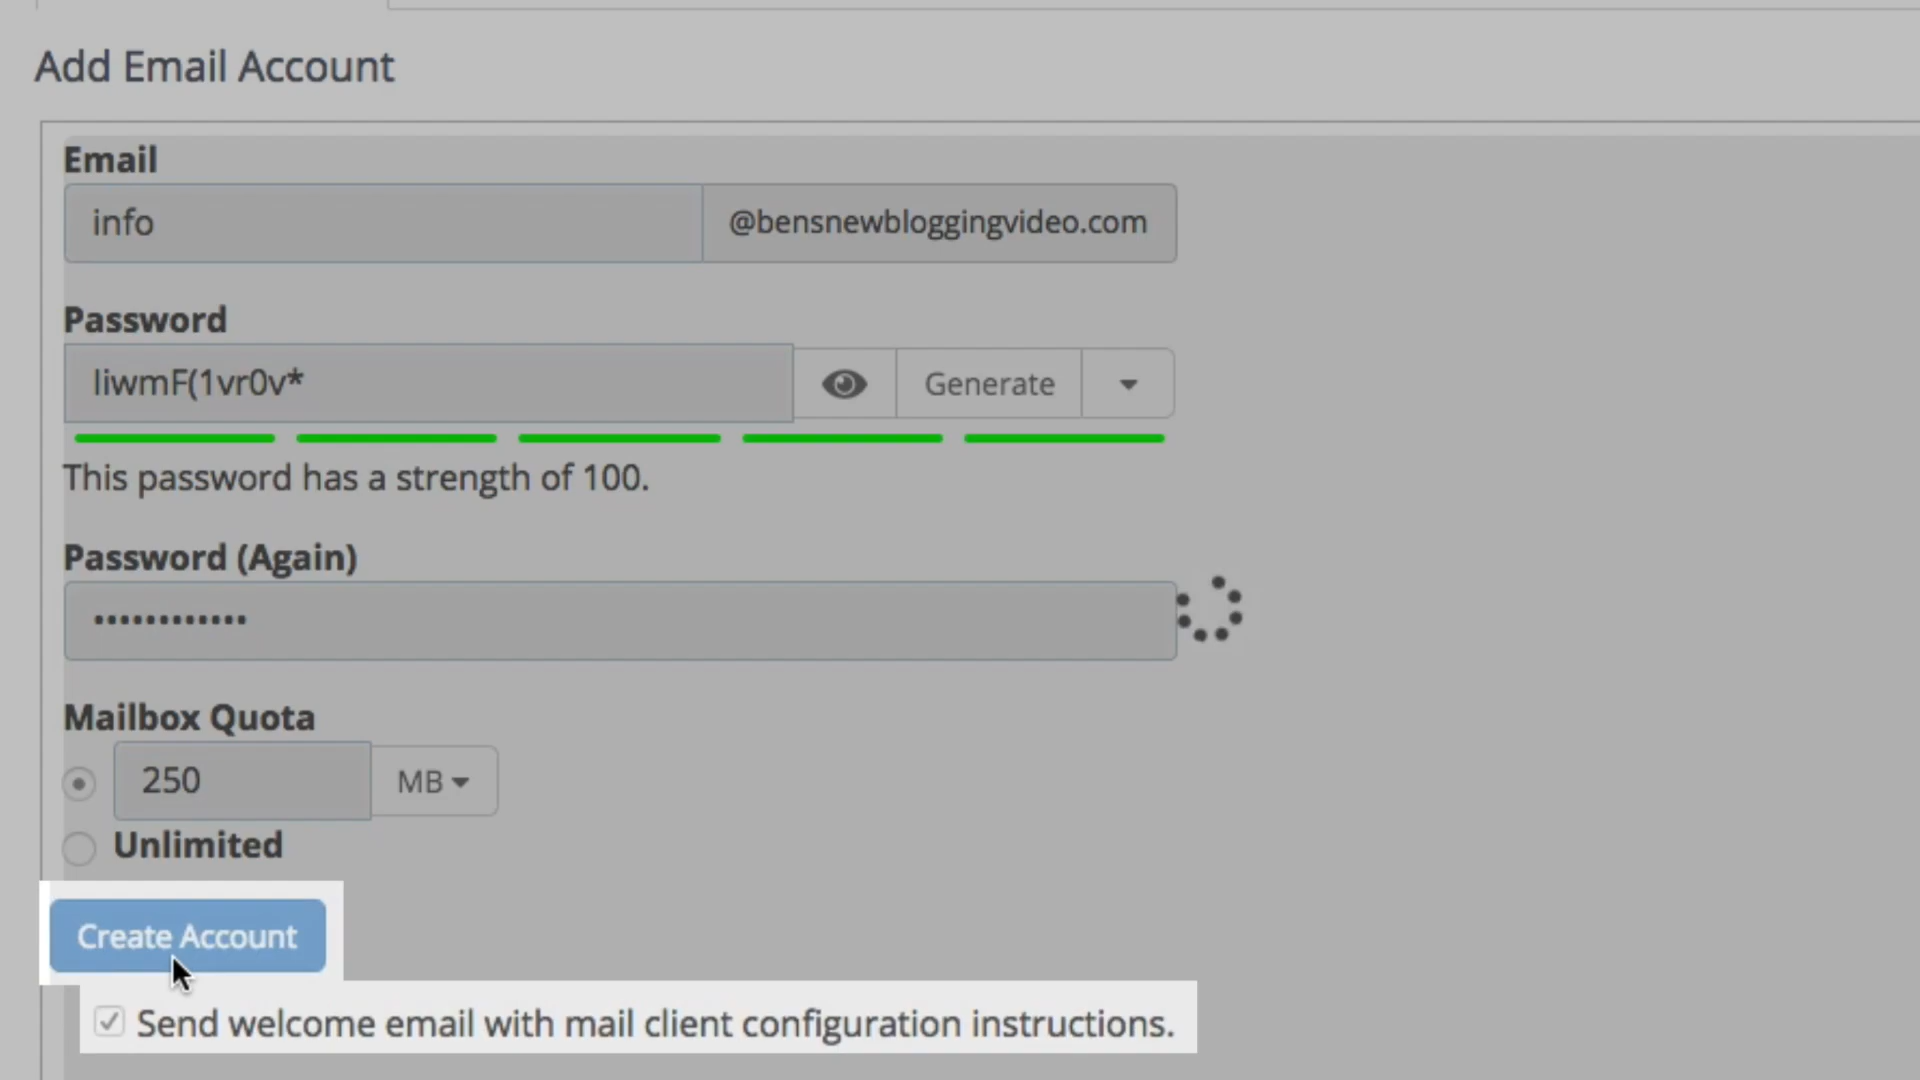 Add Email Account
Email
info @bensnewbloggingvideo.com
Password
liwmF(1vr0v* Generate
This password has a strength of 100.
Password (Again)
••••••••••••
Mailbox Quota
250 MB
Unlimited
Create Account
Send welcome email with mail client configuration instructions.